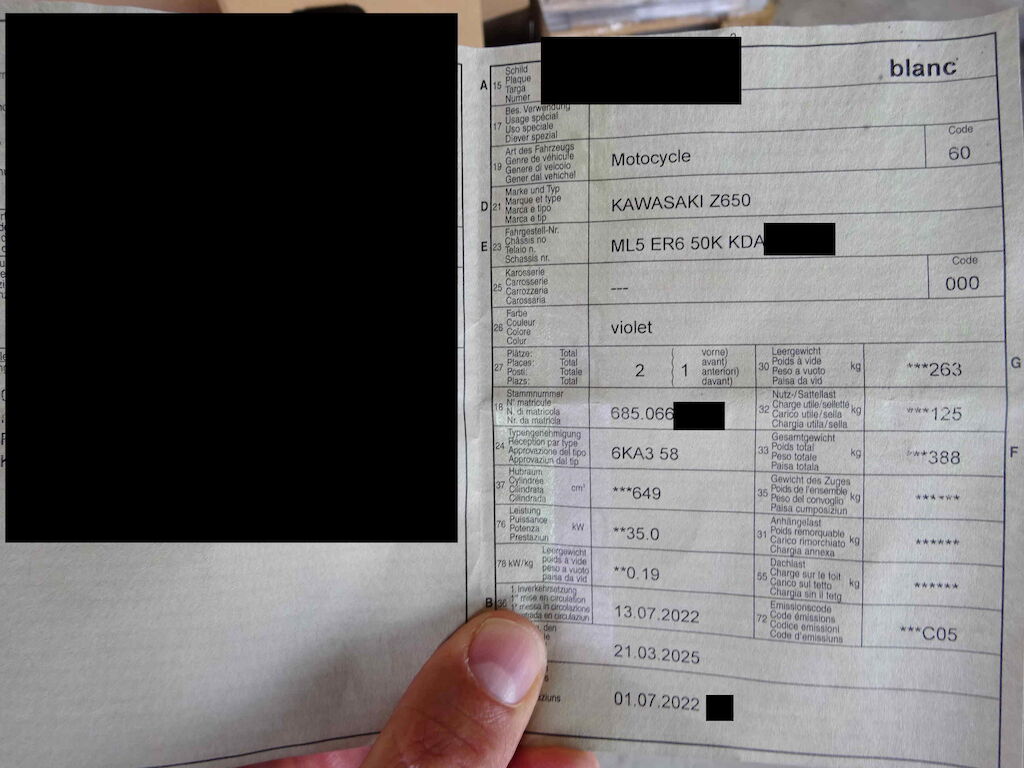 blanc
A 15 Schild
Plaque
Targa
Numer
17 Bes. Verwendung
Usage spécial
Uso speciale
Diever spezial
19 Art des Fahrzeugs
Genre de véhicule
Genere di veicolo
Gener dal vehichel
Motocycle
Code
60
D 21 Marke und Typ
Marque et type
Marca e tipo
Marca e tip
KAWASAKI Z650
E 23 Fahrgestell-Nr.
Châssis no
Telaio n.
Schassis nr.
ML5 ER6 50K KDA
25 Karosserie
Carrosserie
Carrozzeria
Carossaria
---
Code
000
26 Farbe
Couleur
Colore
Colur
violet
27 Plätze: Total
Places: Total
Posti: Totale
Plazs: Total
2
1
vorne)
avant)
anteriori)
davant)
30 Leergewicht
Poids à vide
Peso a vuoto
Paisa da vid
kg
***263
G
18 Stammnummer
N° matricule
N. di matricola
Nr. da matricla
685.066
32 Nutz-/Sattellast
Charge utile/sellette
Carico utile/sella
Chargia utila/sella
kg
***125
24 Typengenehmigung
Réception par type
Approvazione del tipo
Approvaziun dal tip
6KA3 58
33 Gesamtgewicht
Poids total
Peso totale
Paisa totala
kg
***388
F
37 Hubraum
Cylindrée
Cilindrata
Cilindrada
cm³
***649
35 Gewicht des Zuges
Poids de l'ensemble
Peso del convoglio
Paisa cumposiziun
kg
******
76 Leistung
Puissance
Potenza
Prestaziun
kW
**35.0
31 Anhängelast
Poids remorquable
Carico rimorchiato
Chargia annexa
kg
******
78 kW/kg
Leergewicht
poids à vide
peso a vuoto
paisa da vid
**0.19
55 Dachlast
Charge sur le toit
Carico sul tetto
Chargia sin il tetg
kg
******
B 36 1. Inverkehrsetzung
1re mise en circulation
1a messa in circolazione
entrada en circulaziun
13.07.2022
72 Emissionscode
Code émissions
Codice emissioni
Code d'emissiuns
***C05
den
21.03.2025
ziuns
01.07.2022